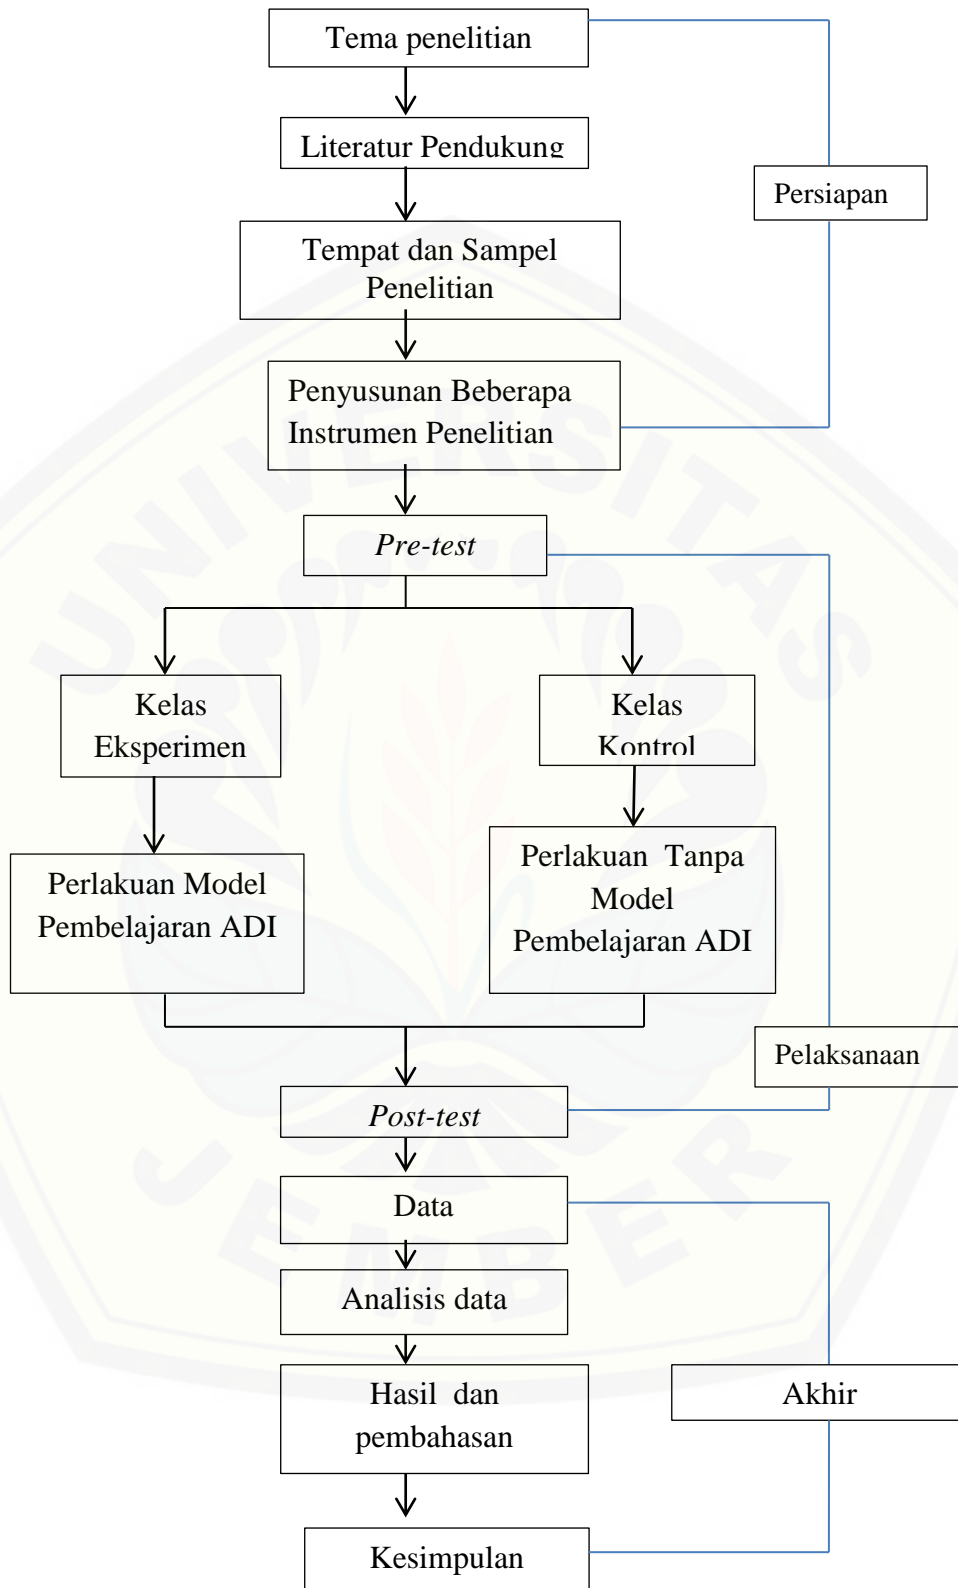 Tema penelitian
Literatur Pendukung
Persiapan
Tempat dan Sampel
Penelitian
Penyusunan Beberapa
Instrumen Penelitian
Pre-test
Kelas
Eksperimen
Kelas
Kontrol
Perlakuan Model
Pembelajaran ADI
Perlakuan Tanpa
Model
Pembelajaran ADI
Pelaksanaan
Post-test
Data
Analisis data
Hasil dan
pembahasan
Akhir
Kesimpulan
UNIVERSITAS
JEMBER